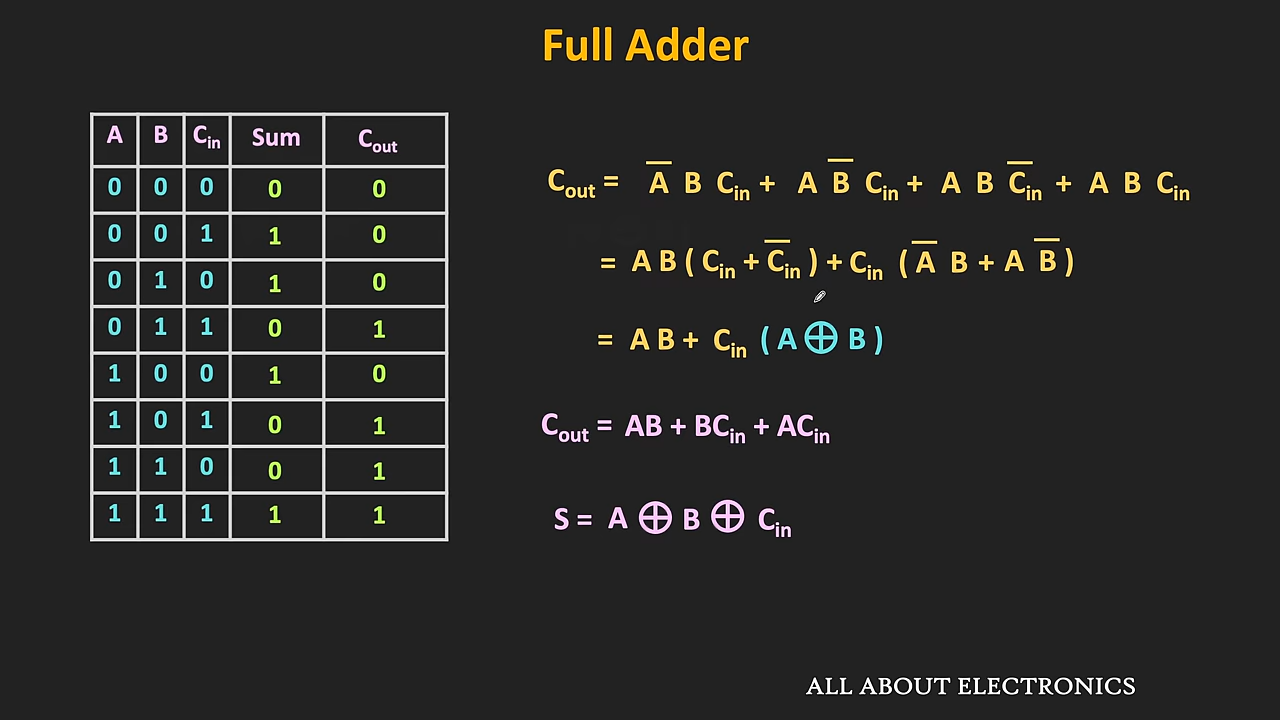 Full Adder
A B Cin Sum Cout
0 0 0 0 0
0 0 1 1 0
0 1 0 1 0
0 1 1 0 1
1 0 0 1 0
1 0 1 0 1
1 1 0 0 1
1 1 1 1 1
Cout = A̅ B Cin + A B̅ Cin + A B C̅in + A B Cin
= A B ( Cin + C̅in ) + Cin ( A̅ B + A B̅ )
= A B + Cin ( A ⊕ B )
Cout = AB + BCin + ACin
S = A ⊕ B ⊕ Cin
ALL ABOUT ELECTRONICS